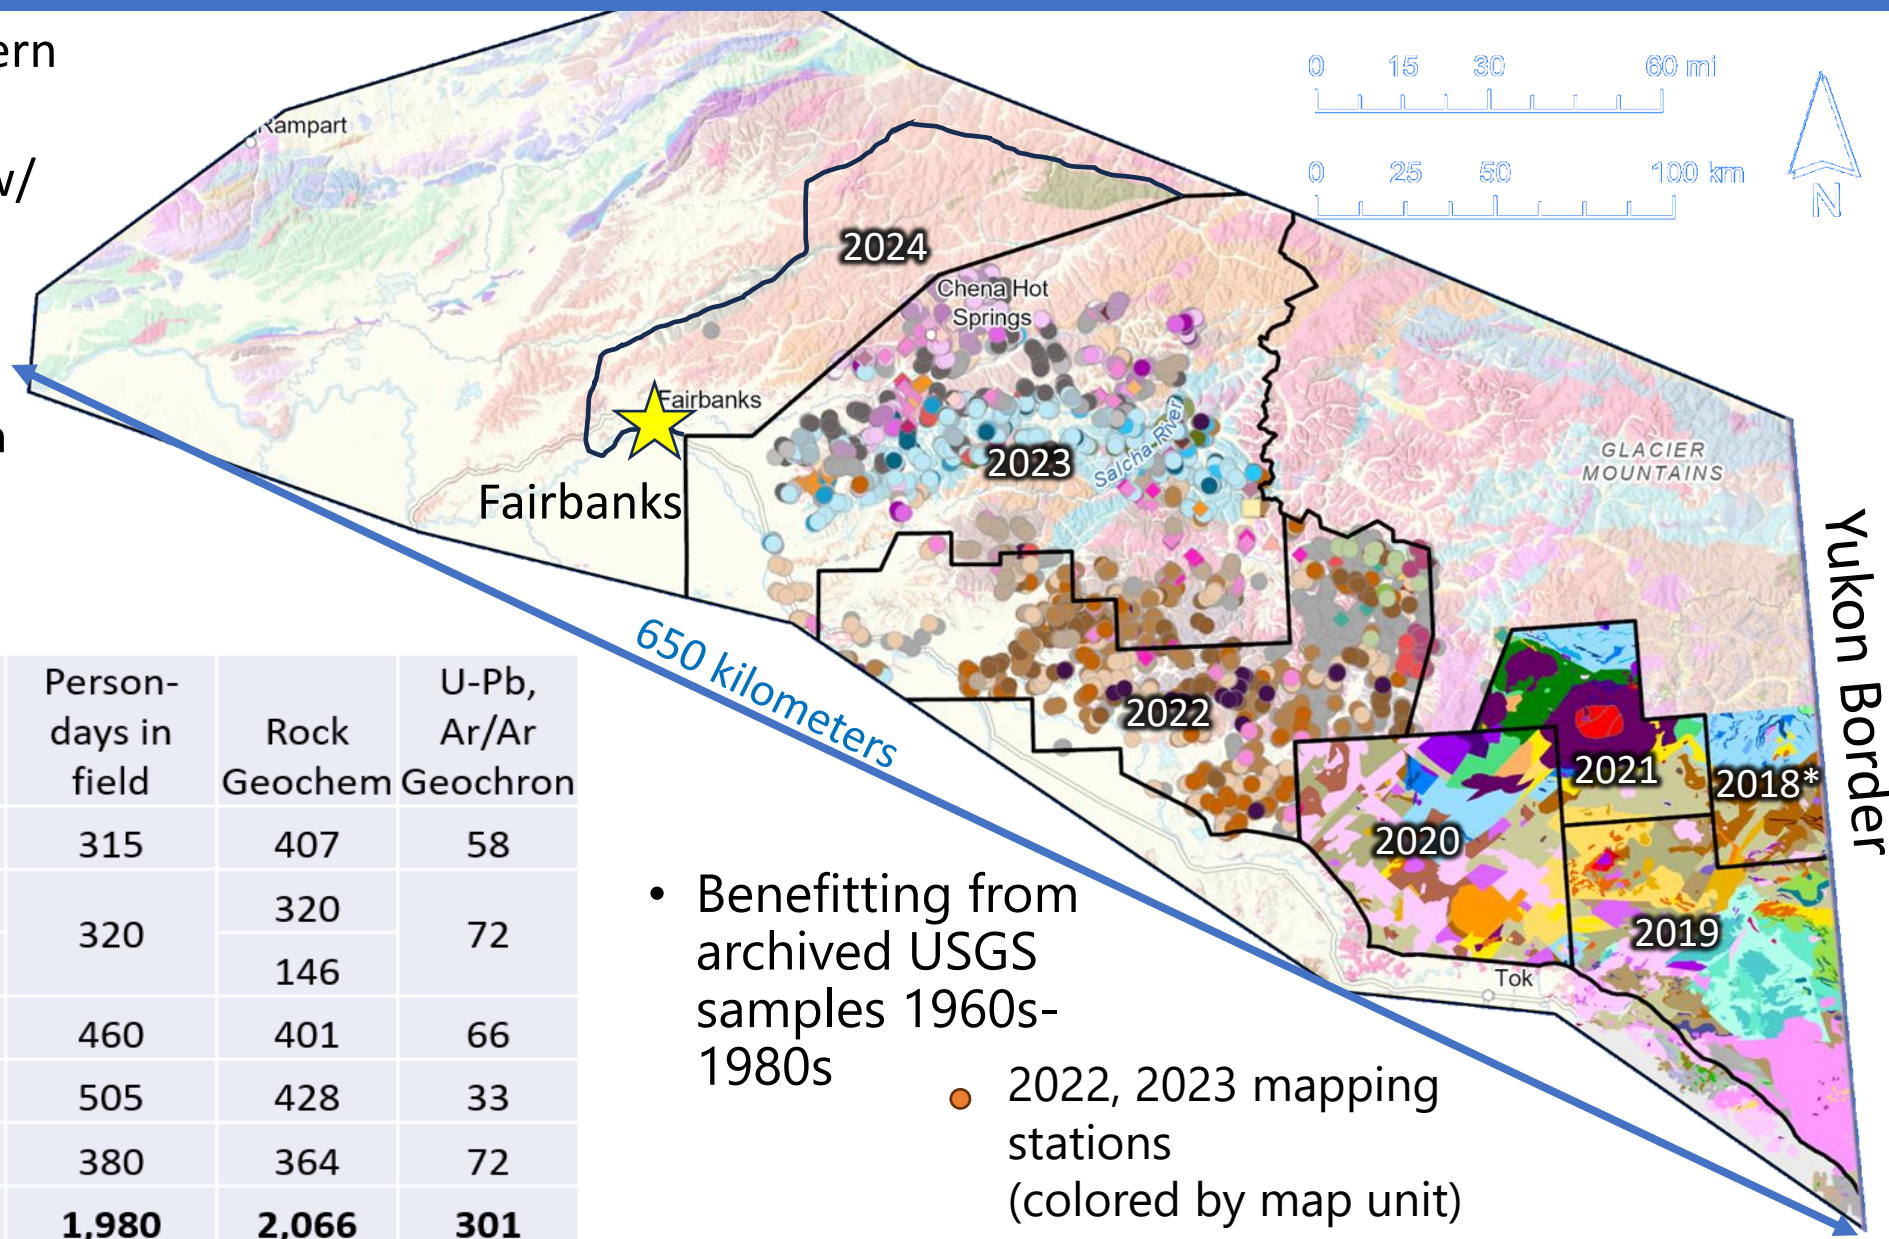 ern
w/
n
Rampart
0 15 30 60 mi
0 25 50 100 km
N
2024
Chena Hot
Springs
Fairbanks
Fairbanks
2023
Salcha River
GLACIER
MOUNTAINS
Yukon Border
650 kilometers
2022
2021
2018*
2020
2019
Tok
Person-
days in
field
Rock
Geochem
U-Pb,
Ar/Ar
Geochron
315 407 58
320 320 72
146
460 401 66
505 428 33
380 364 72
1,980 2,066 301
• Benefitting from
archived USGS
samples 1960s-
1980s
2022, 2023 mapping
stations
(colored by map unit)